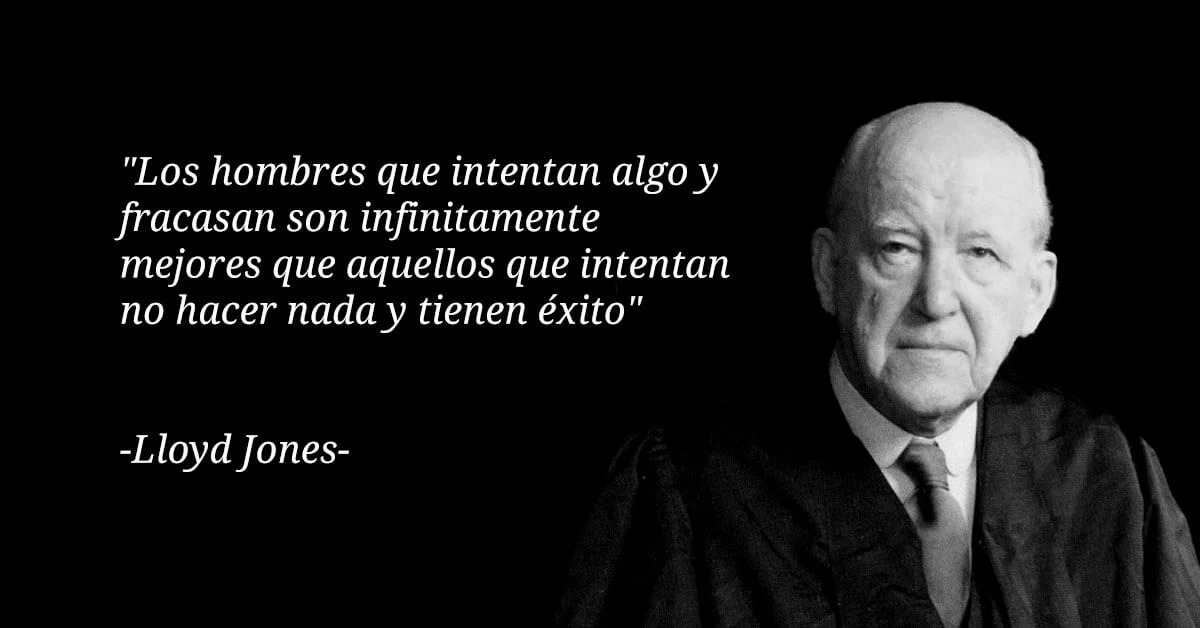 "Los hombres que intentan algo y
fracasan son infinitamente
mejores que aquellos que intentan
no hacer nada y tienen éxito"
-Lloyd Jones-